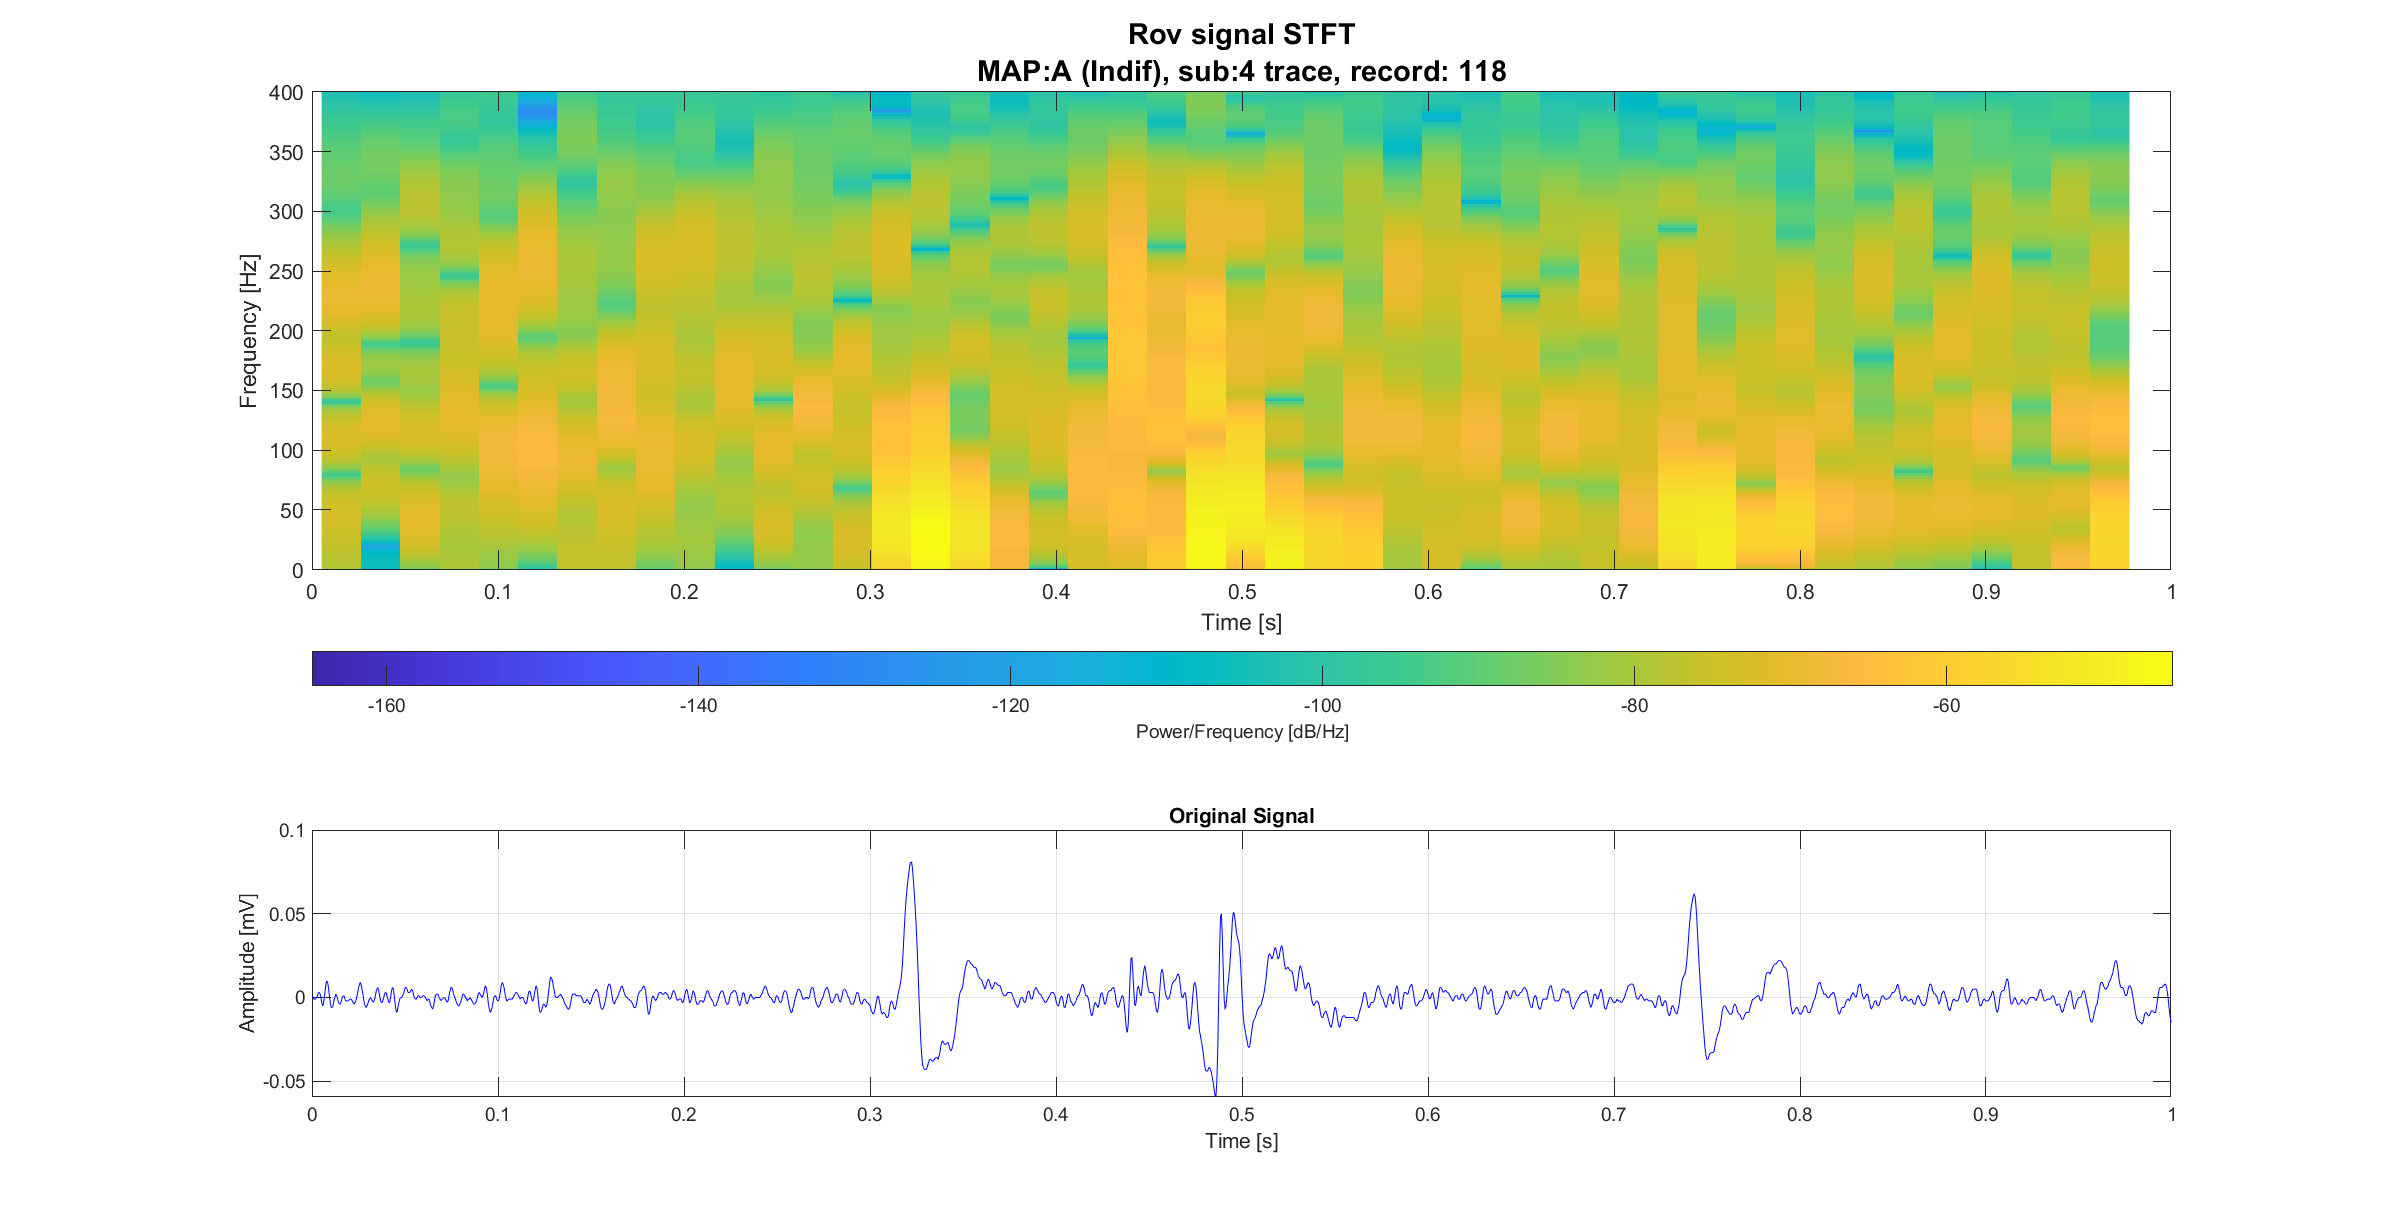 Rov signal STFT
MAP:A (Indif), sub:4 trace, record: 118
400
350
300
250
200
150
100
50
0
Frequency [Hz]
0 0.1 0.2 0.3 0.4 0.5 0.6 0.7 0.8 0.9 1
Time [s]
-160 -140 -120 -100 -80 -60
Power/Frequency [dB/Hz]
Original Signal
0.1
0.05
0
-0.05
Amplitude [mV]
0 0.1 0.2 0.3 0.4 0.5 0.6 0.7 0.8 0.9 1
Time [s]